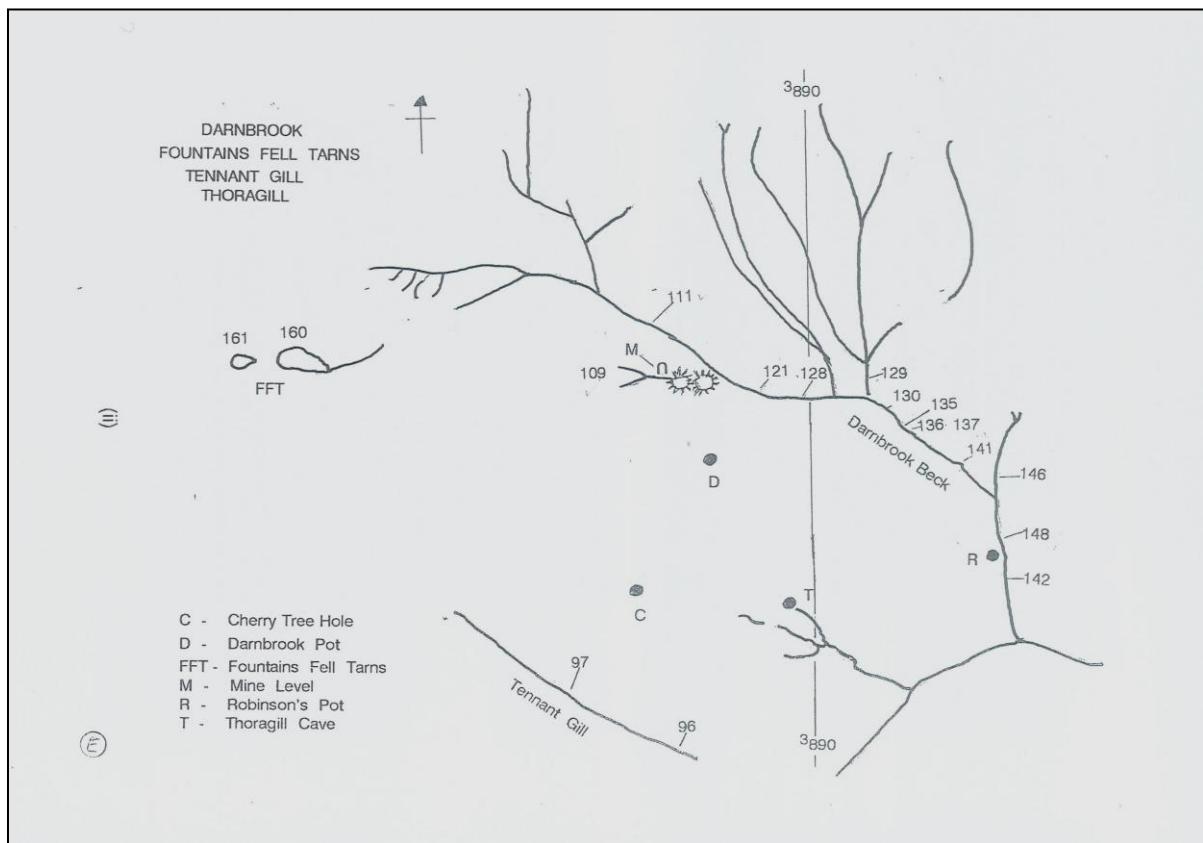 DARNBROOK
FOUNTAINS FELL TARNS
TENNANT GILL
THORAGILL
3890
111
161
160
FFT
M
109
121
128
129
130
135
136
137
141
146
148
142
Darnbrook Beck
D
R
C
T
97
96
Tennant Gill
3890
C - Cherry Tree Hole
D - Darnbrook Pot
FFT - Fountains Fell Tarns
M - Mine Level
R - Robinson's Pot
T - Thoragill Cave
(iii)
E